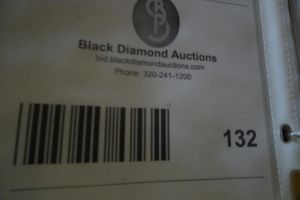 Black Diamond Auctions
bid.blackdiamondauctions.com
Phone: 320-241-1200
132